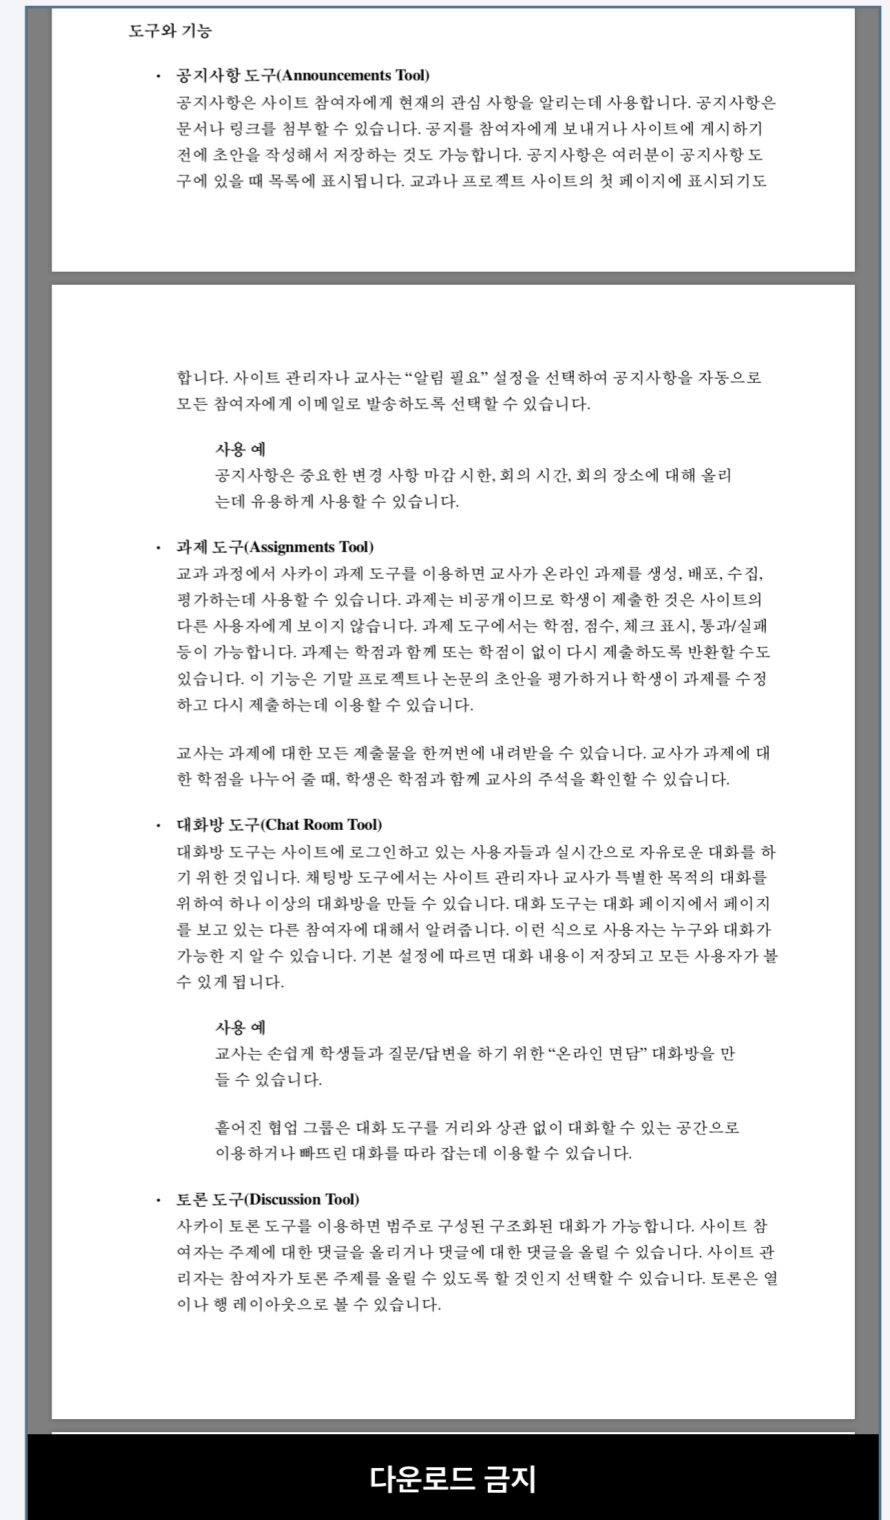 도구와 기능
• 공지사항 도구(Announcements Tool)
공지사항은 사이트 참여자에게 현재의 관심 사항을 알리는데 사용합니다. 공지사항은
문서나 링크를 첨부할 수 있습니다. 공지를 참여자에게 보내거나 사이트에 게시하기
전에 초안을 작성해서 저장하는 것도 가능합니다. 공지사항은 여러분이 공지사항 도
구에 있을 때 목록에 표시됩니다. 교과나 프로젝트 사이트의 첫 페이지에 표시되기도
합니다. 사이트 관리자나 교사는 “알림 필요” 설정을 선택하여 공지사항을 자동으로
모든 참여자에게 이메일로 발송하도록 선택할 수 있습니다.
사용 예
공지사항은 중요한 변경 사항 마감 시한, 회의 시간, 회의 장소에 대해 올리
는데 유용하게 사용할 수 있습니다.
• 과제 도구(Assignments Tool)
교과 과정에서 사카이 과제 도구를 이용하면 교사가 온라인 과제를 생성, 배포, 수집,
평가하는데 사용할 수 있습니다. 과제는 비공개이므로 학생이 제출한 것은 사이트의
다른 사용자에게 보이지 않습니다. 과제 도구에서는 학점, 점수, 체크 표시, 통과/실패
등이 가능합니다. 과제는 학점과 함께 또는 학점이 없이 다시 제출하도록 반환할 수도
있습니다. 이 기능은 기말 프로젝트나 논문의 초안을 평가하거나 학생이 과제를 수정
하고 다시 제출하는데 이용할 수 있습니다.
교사는 과제에 대한 모든 제출물을 한꺼번에 내려받을 수 있습니다. 교사가 과제에 대
한 학점을 나누어 줄 때, 학생은 학점과 함께 교사의 주석을 확인할 수 있습니다.
• 대화방 도구(Chat Room Tool)
대화방 도구는 사이트에 로그인하고 있는 사용자들과 실시간으로 자유로운 대화를 하
기 위한 것입니다. 채팅방 도구에서는 사이트 관리자나 교사가 특별한 목적의 대화를
위하여 하나 이상의 대화방을 만들 수 있습니다. 대화 도구는 대화 페이지에서 페이지
를 보고 있는 다른 참여자에 대해서 알려줍니다. 이런 식으로 사용자는 누구와 대화가
가능한 지 알 수 있습니다. 기본 설정에 따르면 대화 내용이 저장되고 모든 사용자가 볼
수 있게 됩니다.
사용 예
교사는 손쉽게 학생들과 질문/답변을 하기 위한 “온라인 면담” 대화방을 만
들 수 있습니다.
흩어진 협업 그룹은 대화 도구를 거리와 상관 없이 대화할 수 있는 공간으로
이용하거나 빠뜨린 대화를 따라 잡는데 이용할 수 있습니다.
• 토론 도구(Discussion Tool)
사카이 토론 도구를 이용하면 범주로 구성된 구조화된 대화가 가능합니다. 사이트 참
여자는 주제에 대한 댓글을 올리거나 댓글에 대한 댓글을 올릴 수 있습니다. 사이트 관
리자는 참여자가 토론 주제를 올릴 수 있도록 할 것인지 선택할 수 있습니다. 토론은 열
이나 행 레이아웃으로 볼 수 있습니다.
다운로드 금지